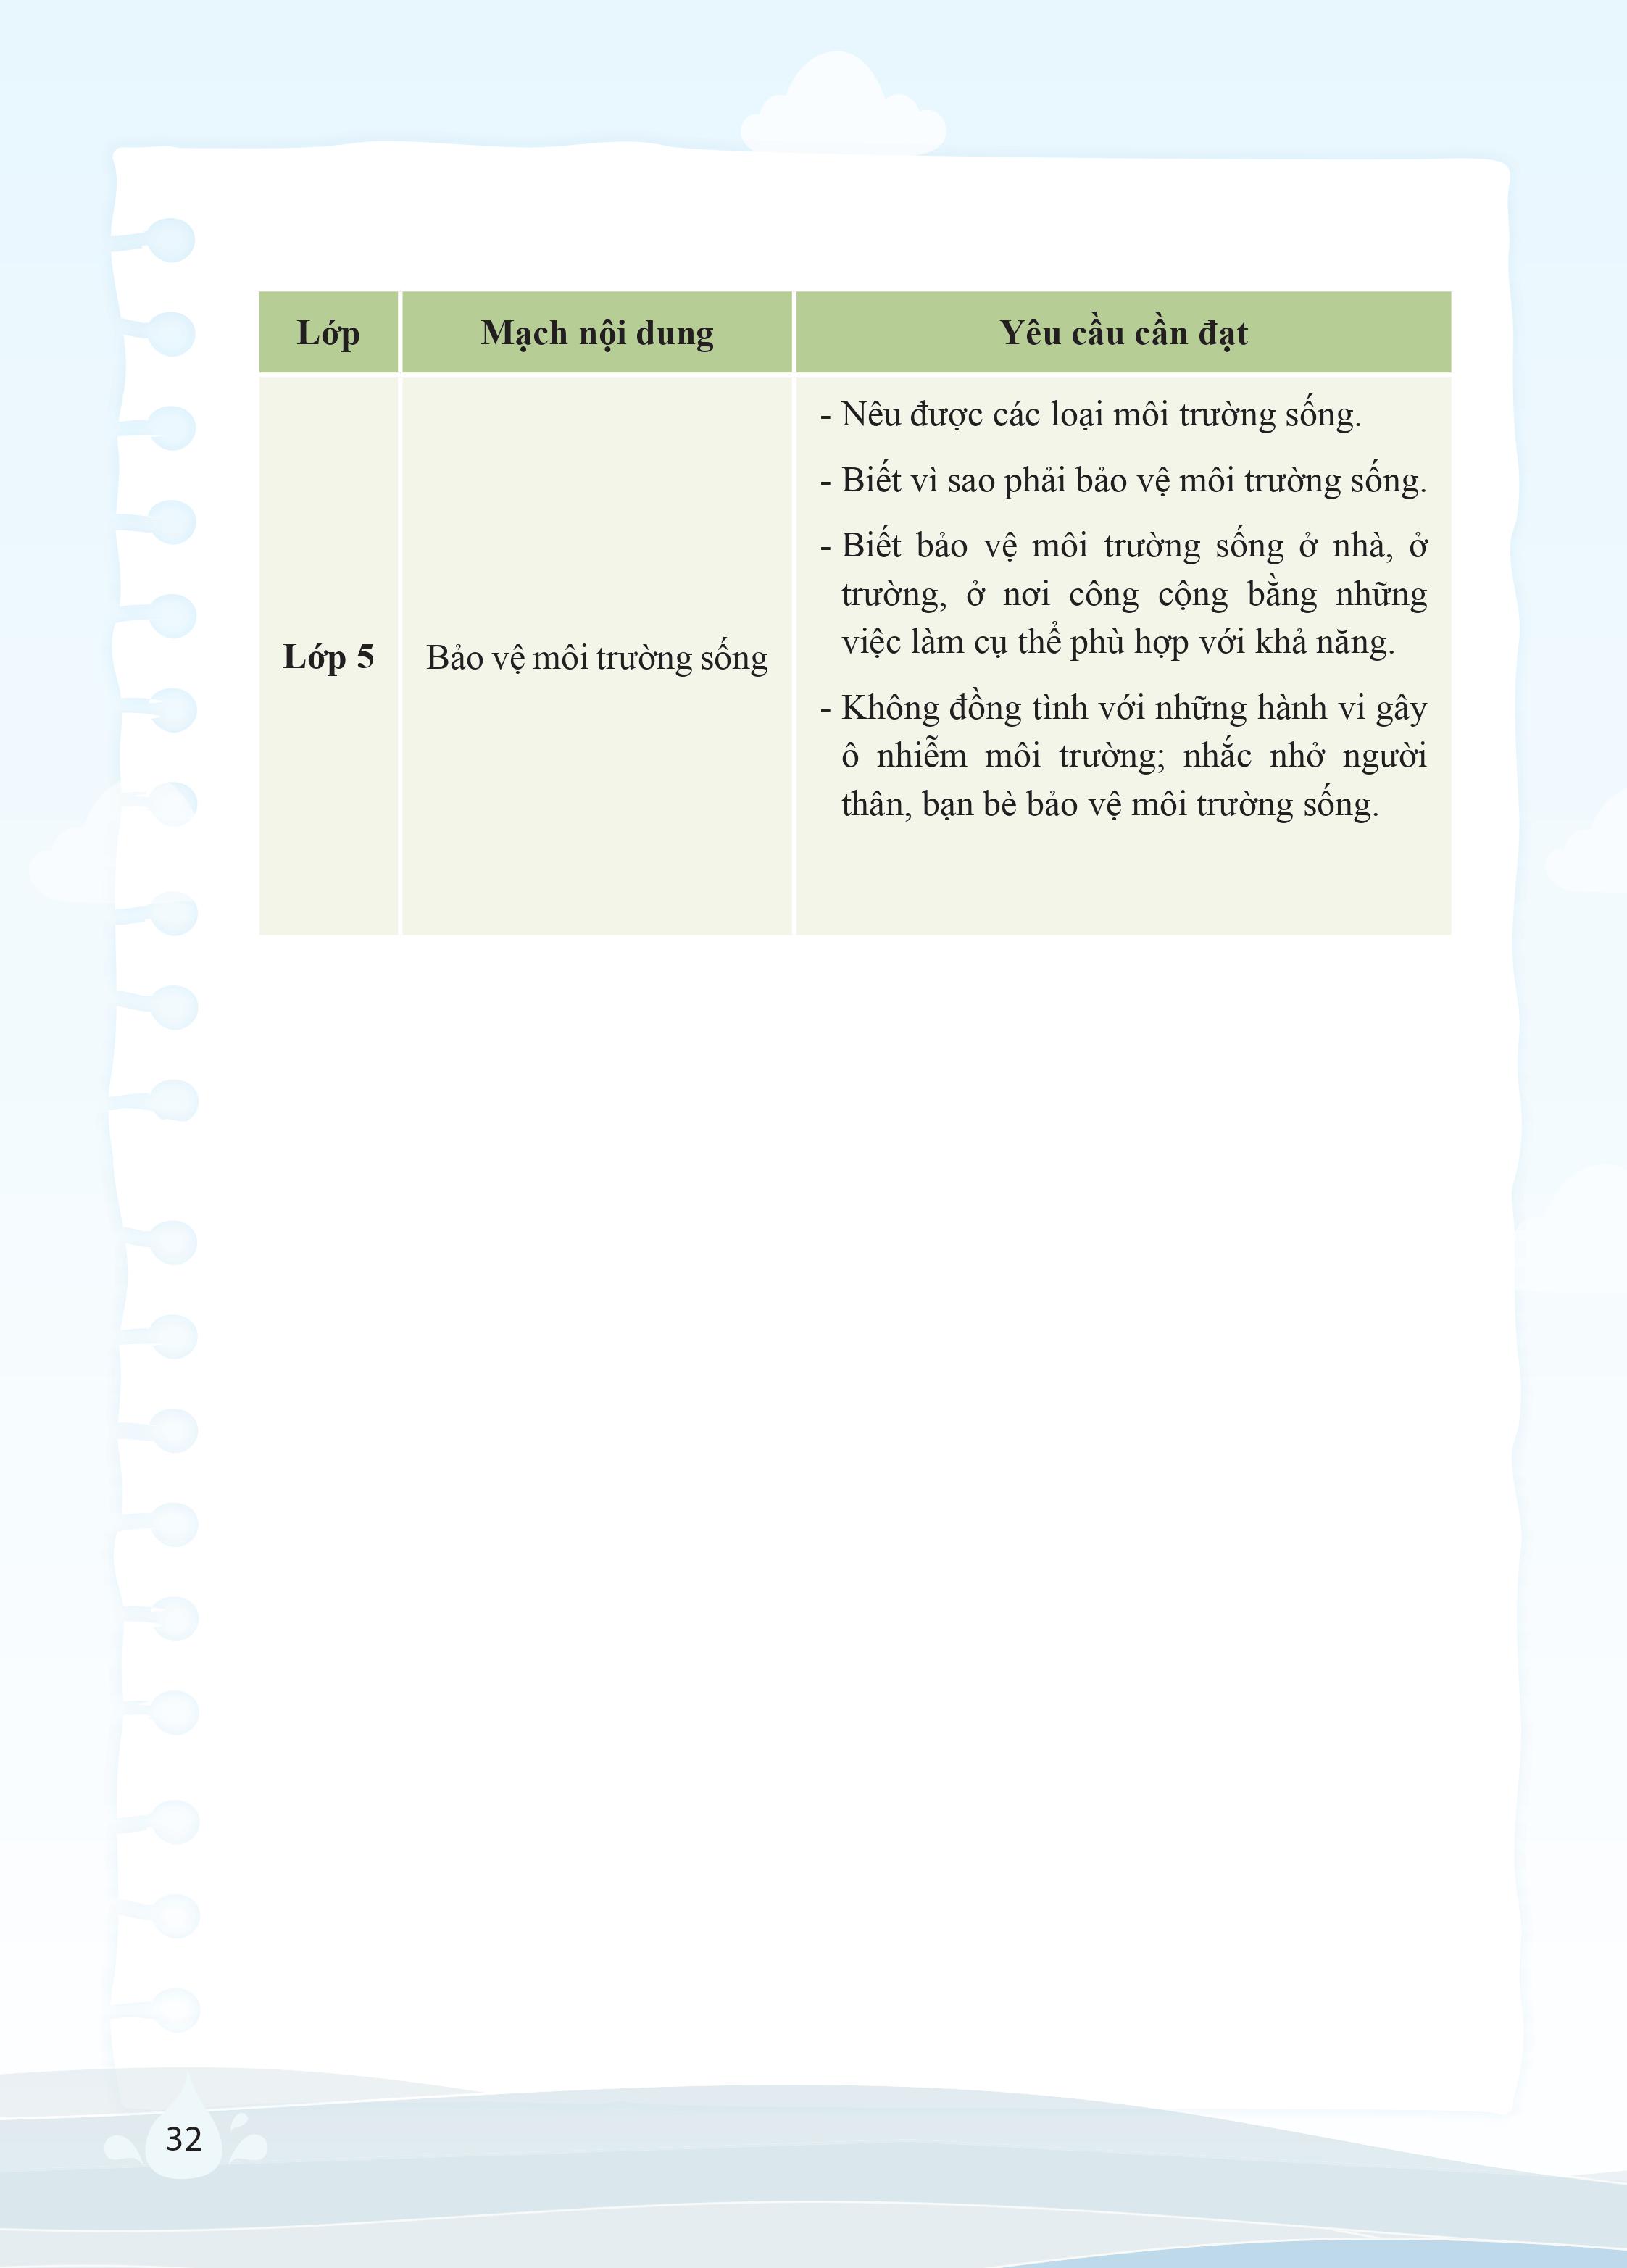 Lớp
Mạch nội dung
Yêu cầu cần đạt
Lớp 5
Bảo vệ môi trường sống
- Nêu được các loại môi trường sống.
- Biết vì sao phải bảo vệ môi trường sống.
- Biết bảo vệ môi trường sống ở nhà, ở
trường, ở nơi công cộng bằng những
việc làm cụ thể phù hợp với khả năng.
- Không đồng tình với những hành vi gây
ô nhiễm môi trường; nhắc nhở người
thân, bạn bè bảo vệ môi trường sống.
32